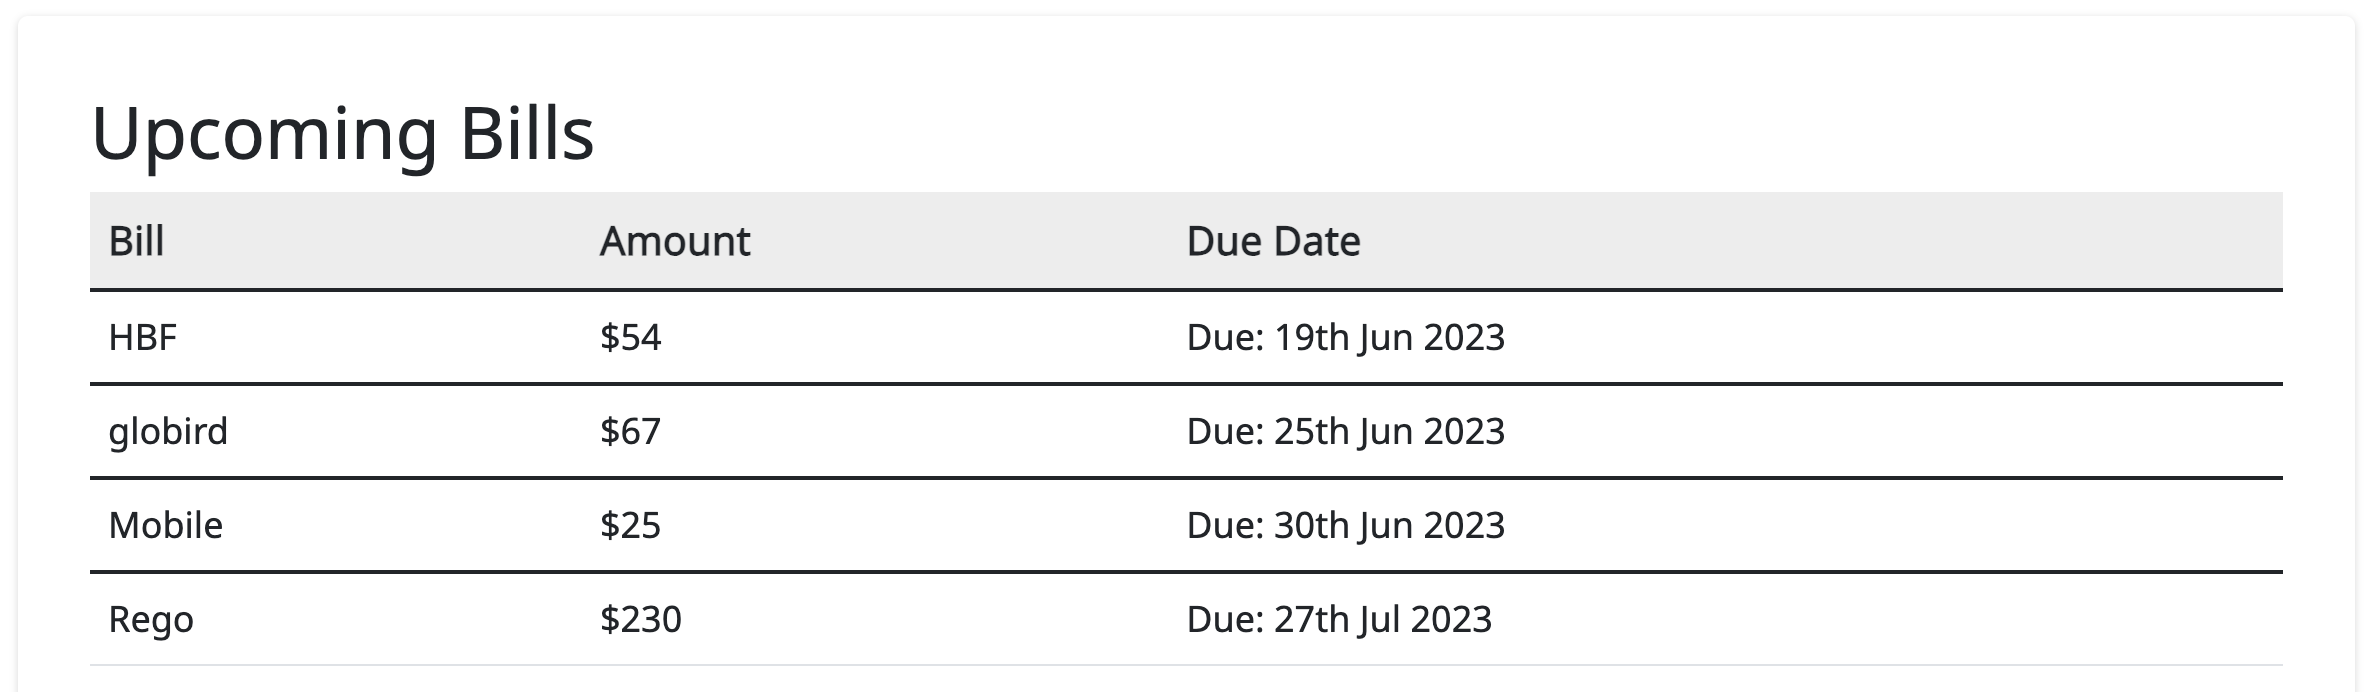 Upcoming Bills
Bill Amount Due Date
HBF $54 Due: 19th Jun 2023
globird $67 Due: 25th Jun 2023
Mobile $25 Due: 30th Jun 2023
Rego $230 Due: 27th Jul 2023